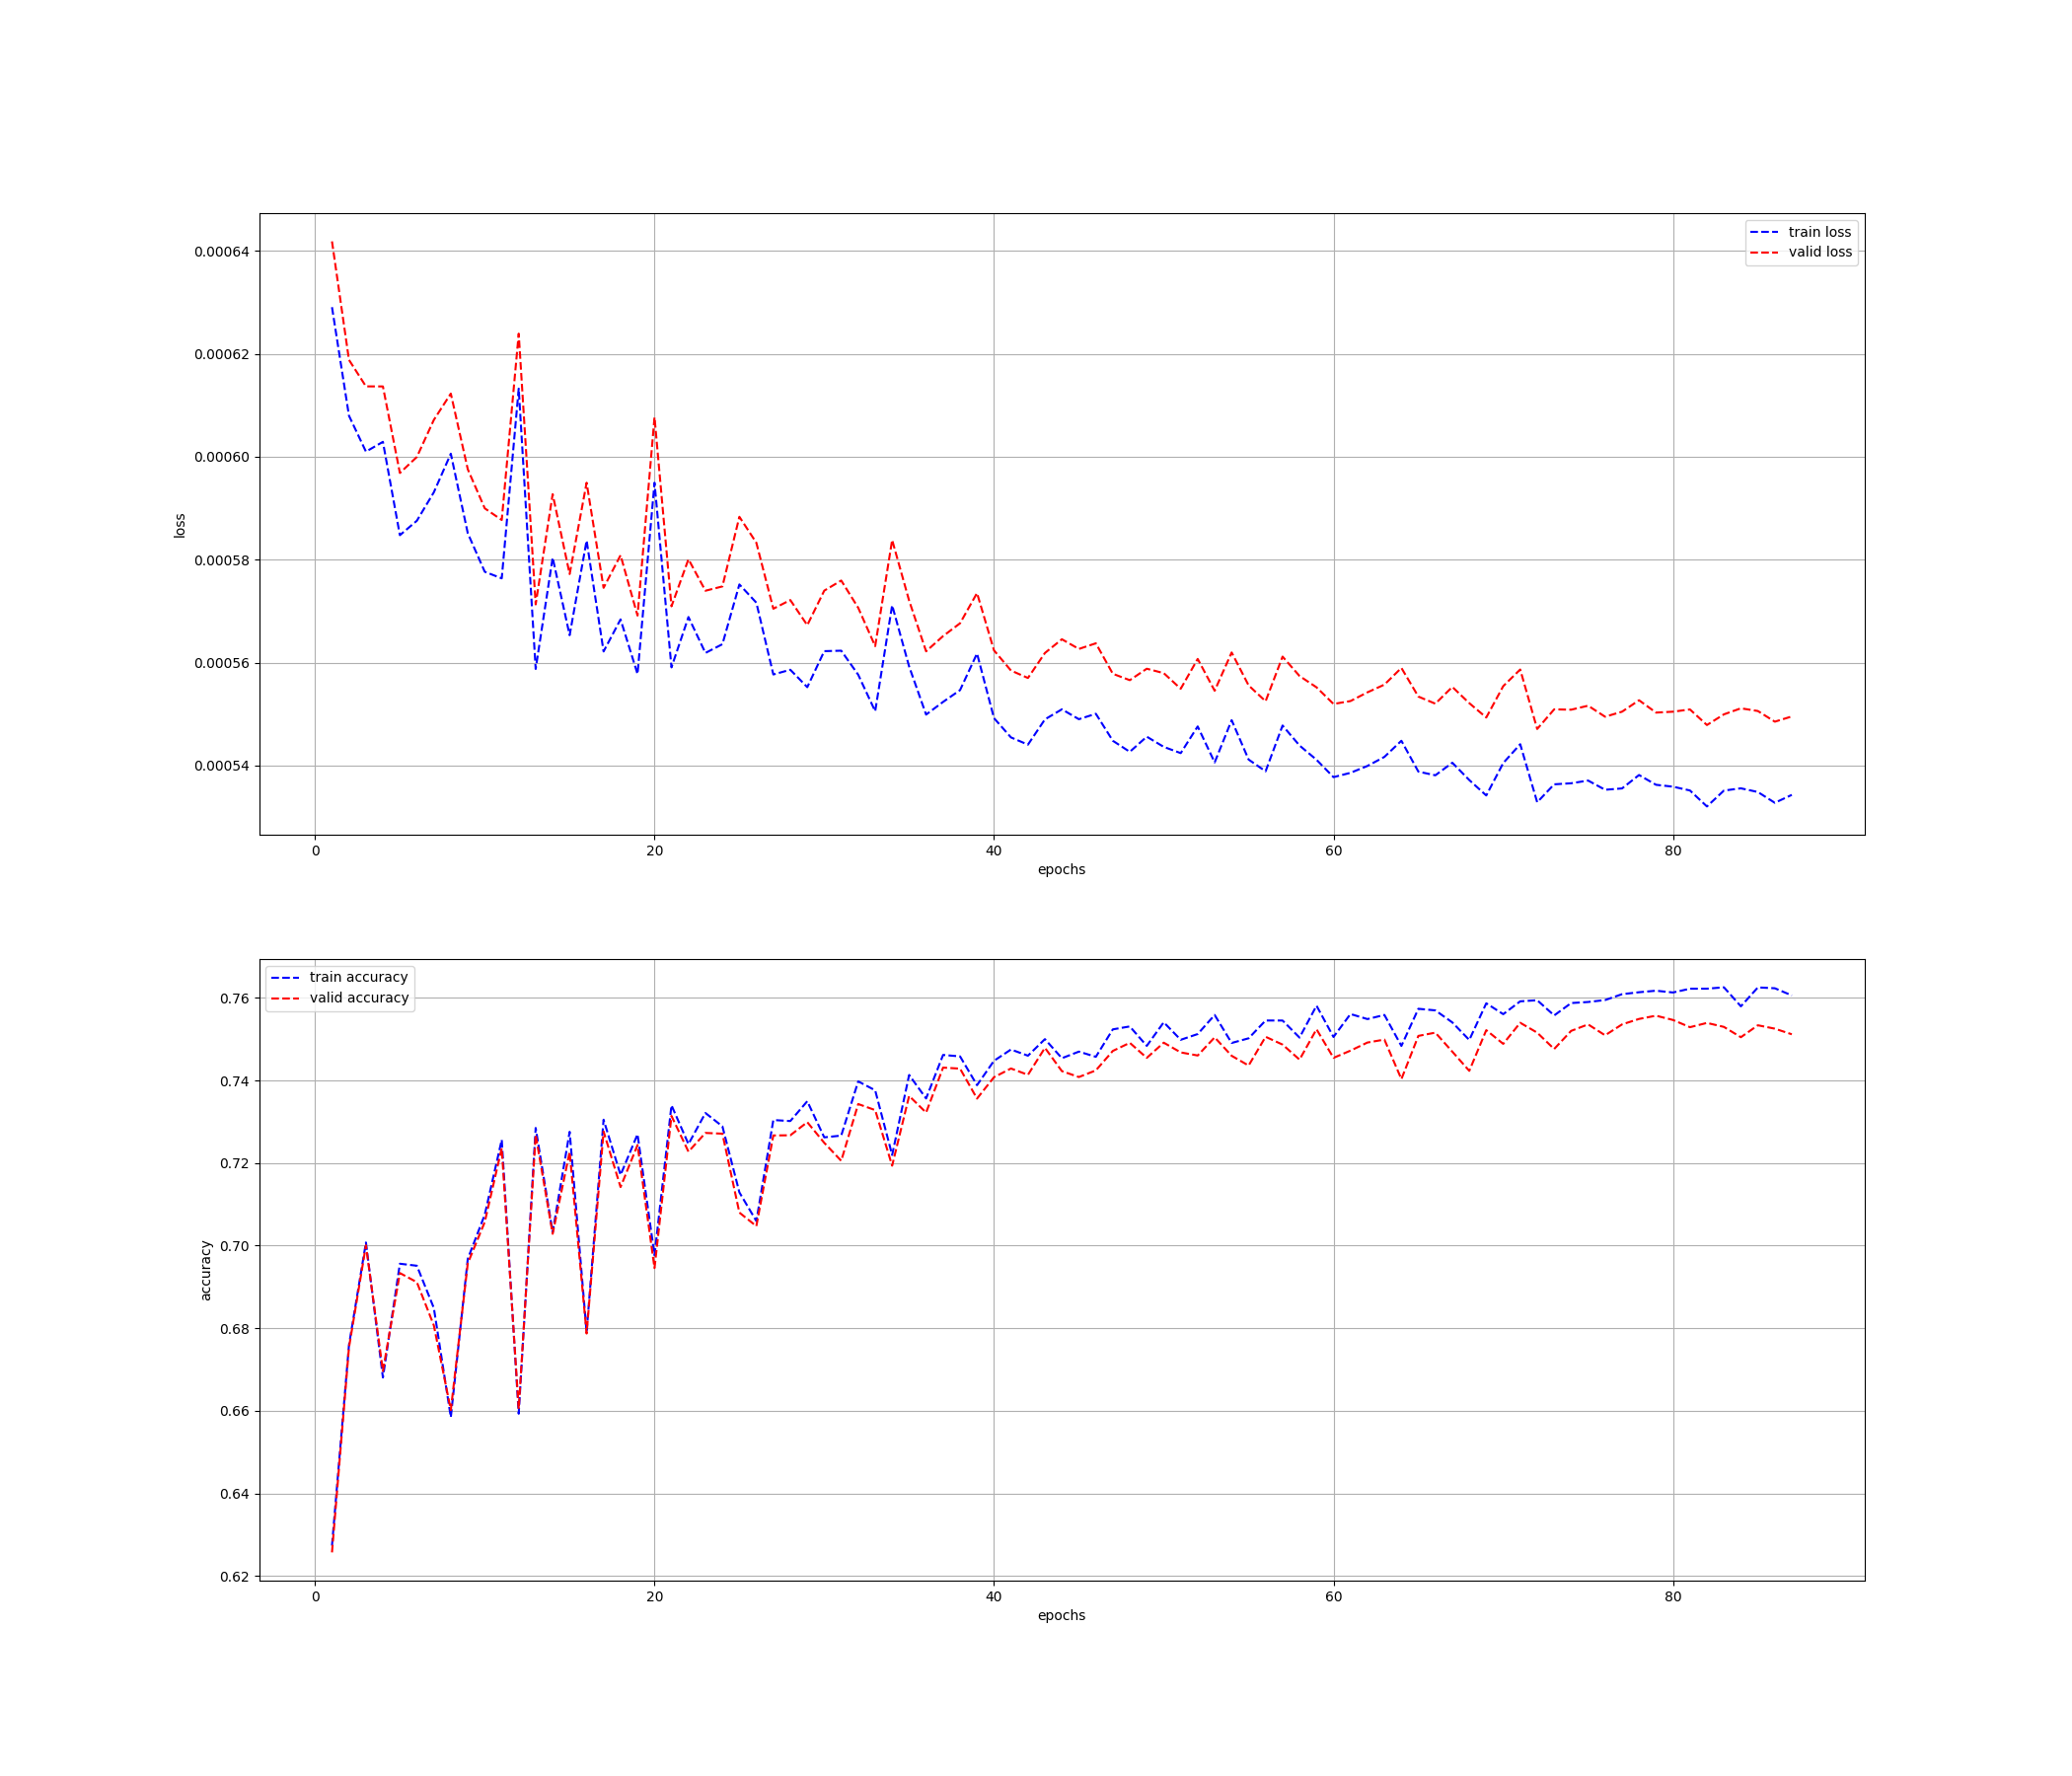 train loss
valid loss
0.00064
0.00062
0.00060
0.00058
0.00056
0.00054
loss
0 20 40 60 80
epochs
train accuracy
valid accuracy
0.76
0.74
0.72
0.70
0.68
0.66
0.64
0.62
accuracy
0 20 40 60 80
epochs